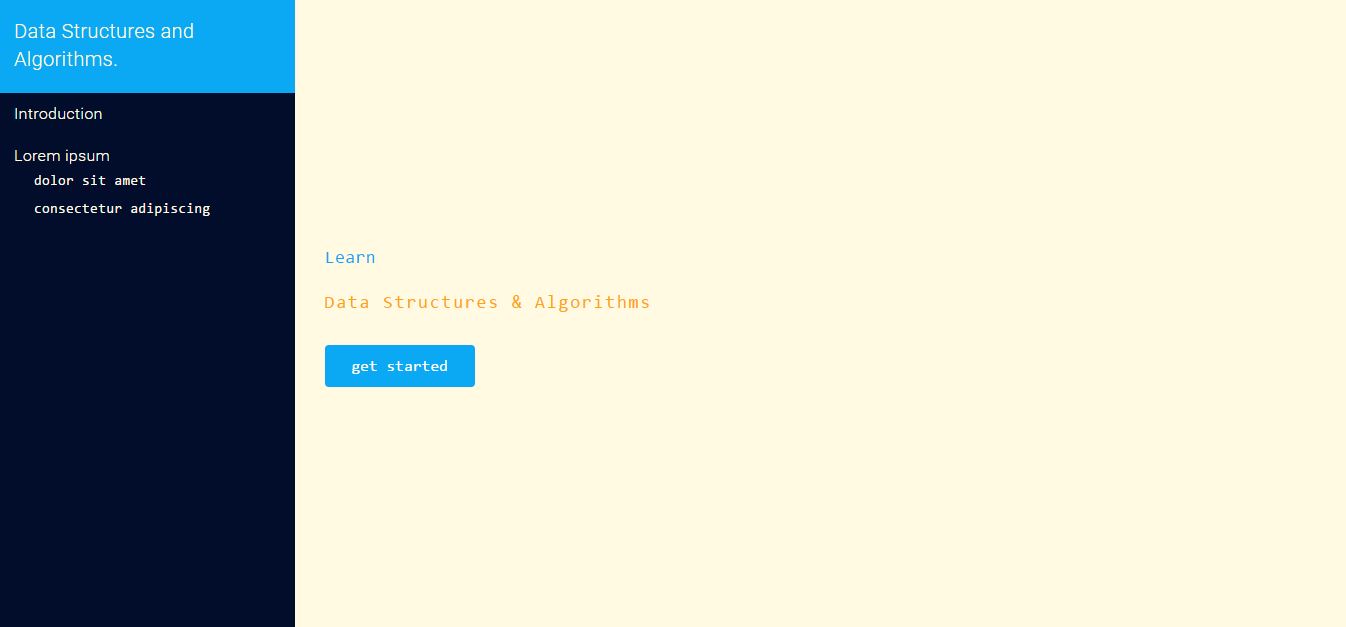 Data Structures and
Algorithms.
Introduction
Lorem ipsum
dolor sit amet
consectetur adipiscing
Learn
Data Structures & Algorithms
get started